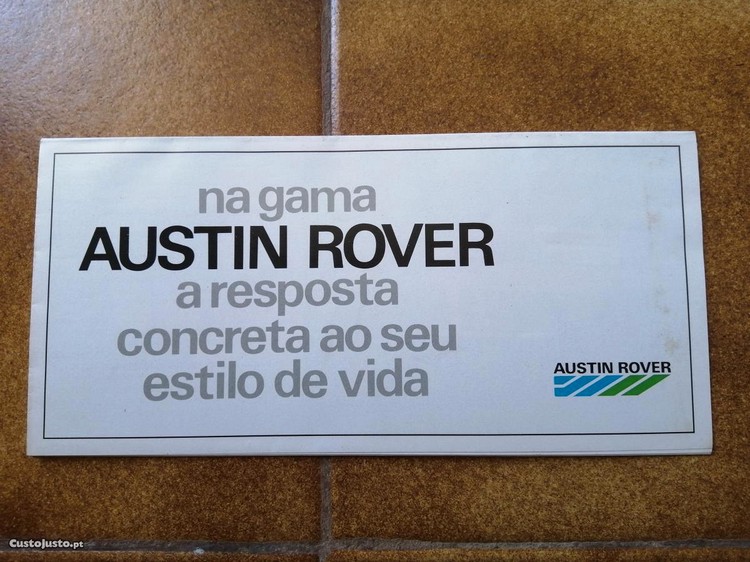 na gama
AUSTIN ROVER
a resposta
concreta ao seu
estilo de vida
AUSTIN ROVER
CustoJusto.pt